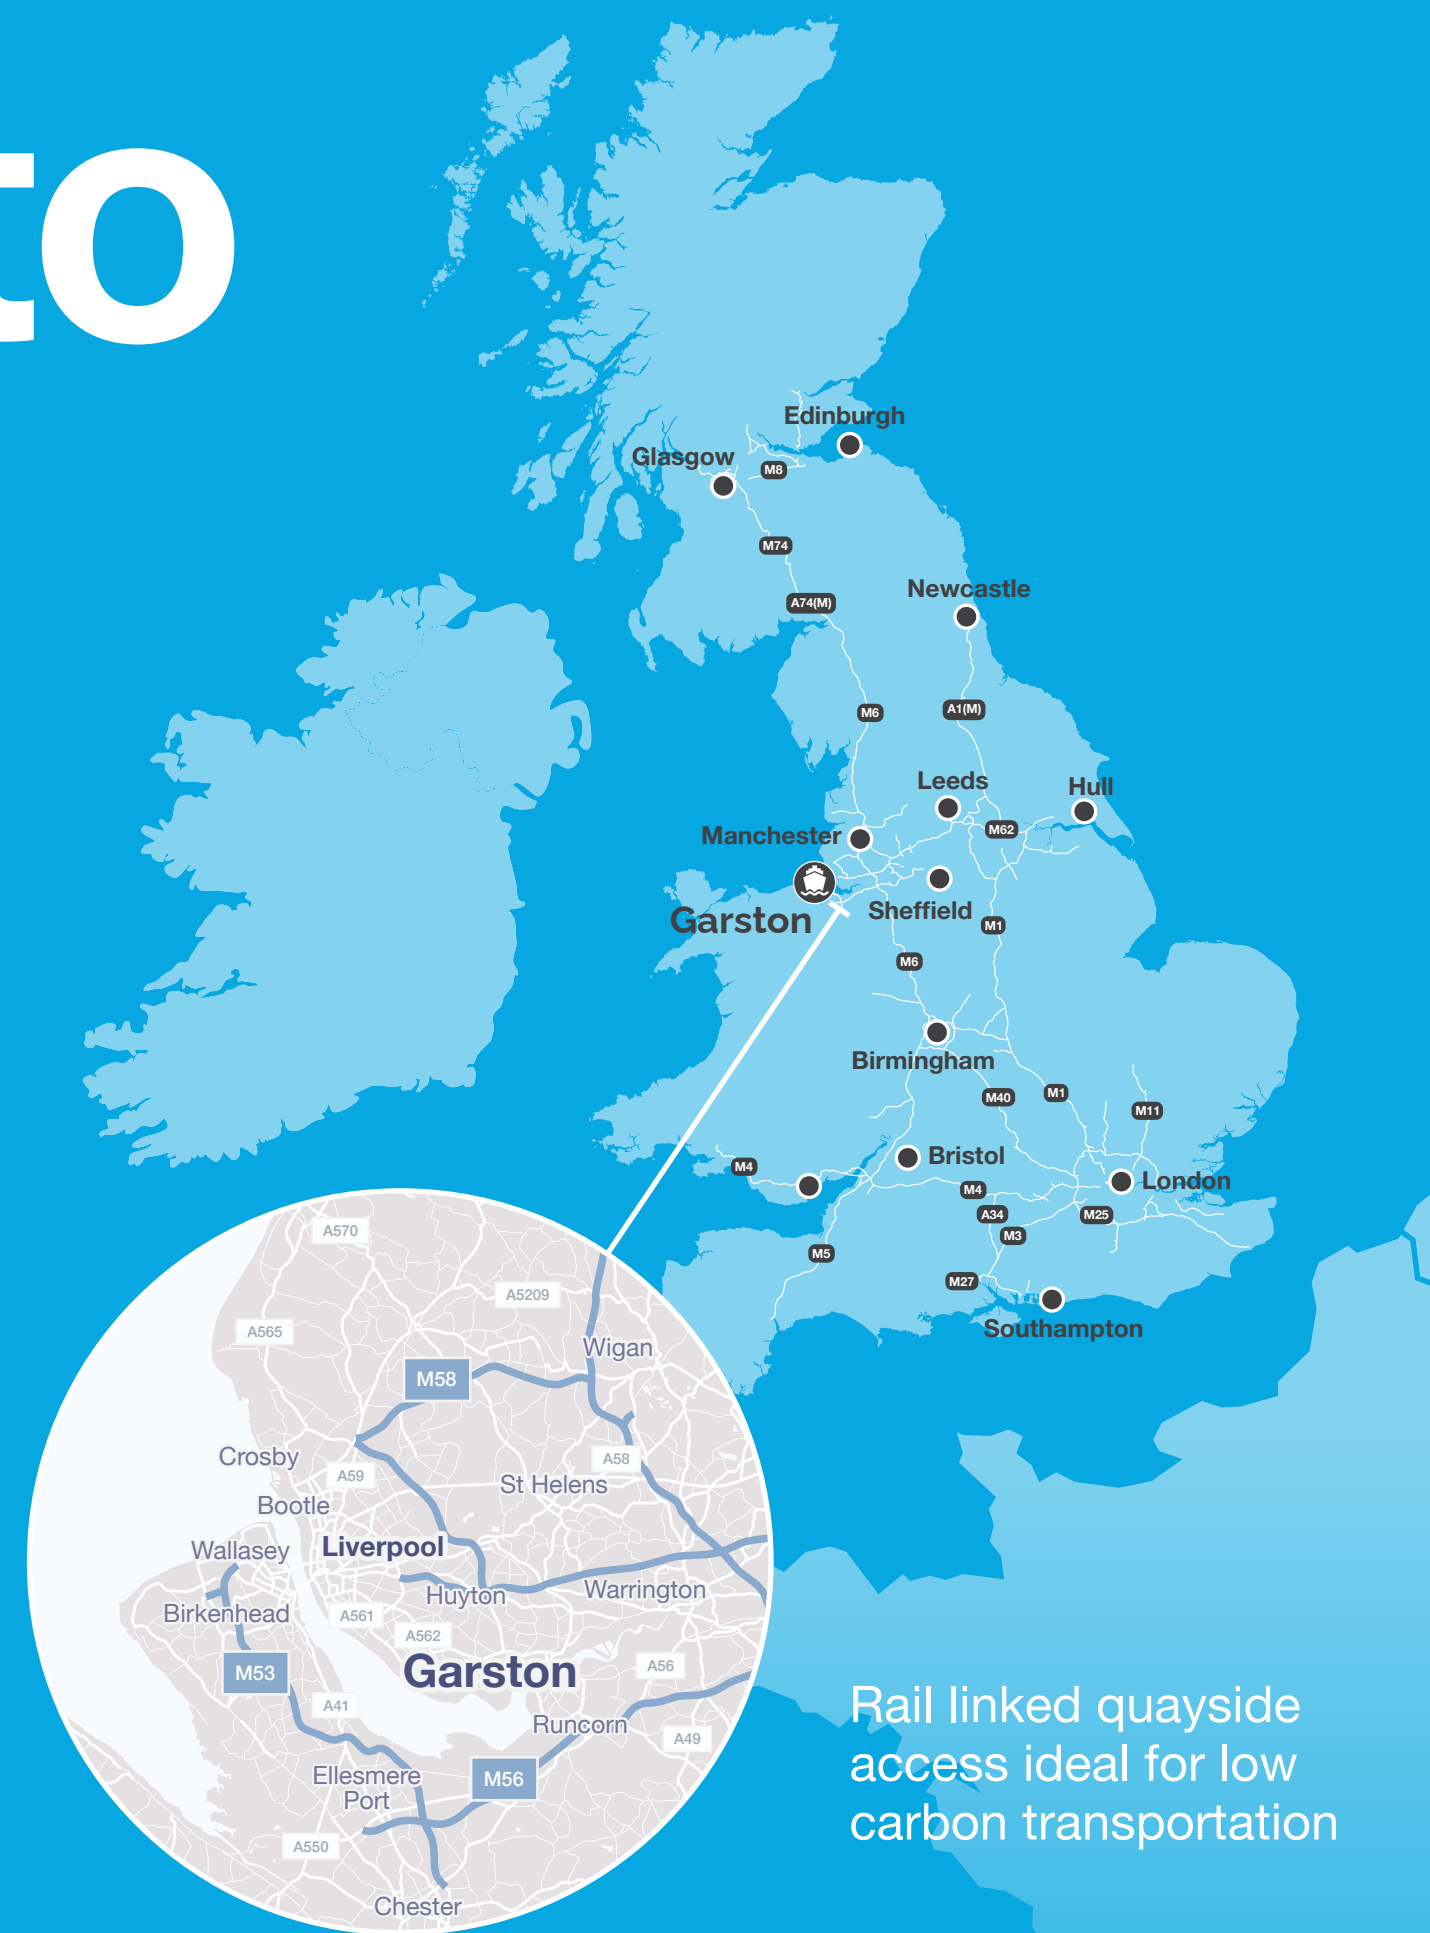 to
Edinburgh
Glasgow
M8
M74
A74(M)
Newcastle
M6
A1(M)
Leeds
Hull
M62
Manchester
Garston
Sheffield
M1
M6
Birmingham
M40
M1
M11
Bristol
M4
London
M4
A34
M25
M3
M5
M27
Southampton
A570
A5209
A565
Wigan
M58
Crosby
A58
A59
St Helens
Bootle
Liverpool
Wallasey
Huyton
Warrington
Birkenhead
A561
A562
Garston
A56
M53
A41
Runcorn
A49
Ellesmere
Port
M56
A550
Chester
Rail linked quayside
access ideal for low
carbon transportation